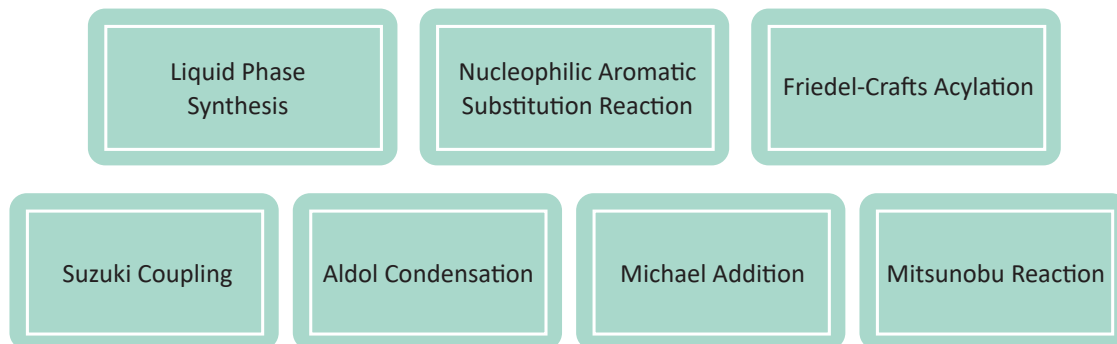 Liquid Phase
Synthesis
Nucleophilic Aromatic
Substitution Reaction
Friedel-Crafts Acylation
Suzuki Coupling
Aldol Condensation
Michael Addition
Mitsunobu Reaction